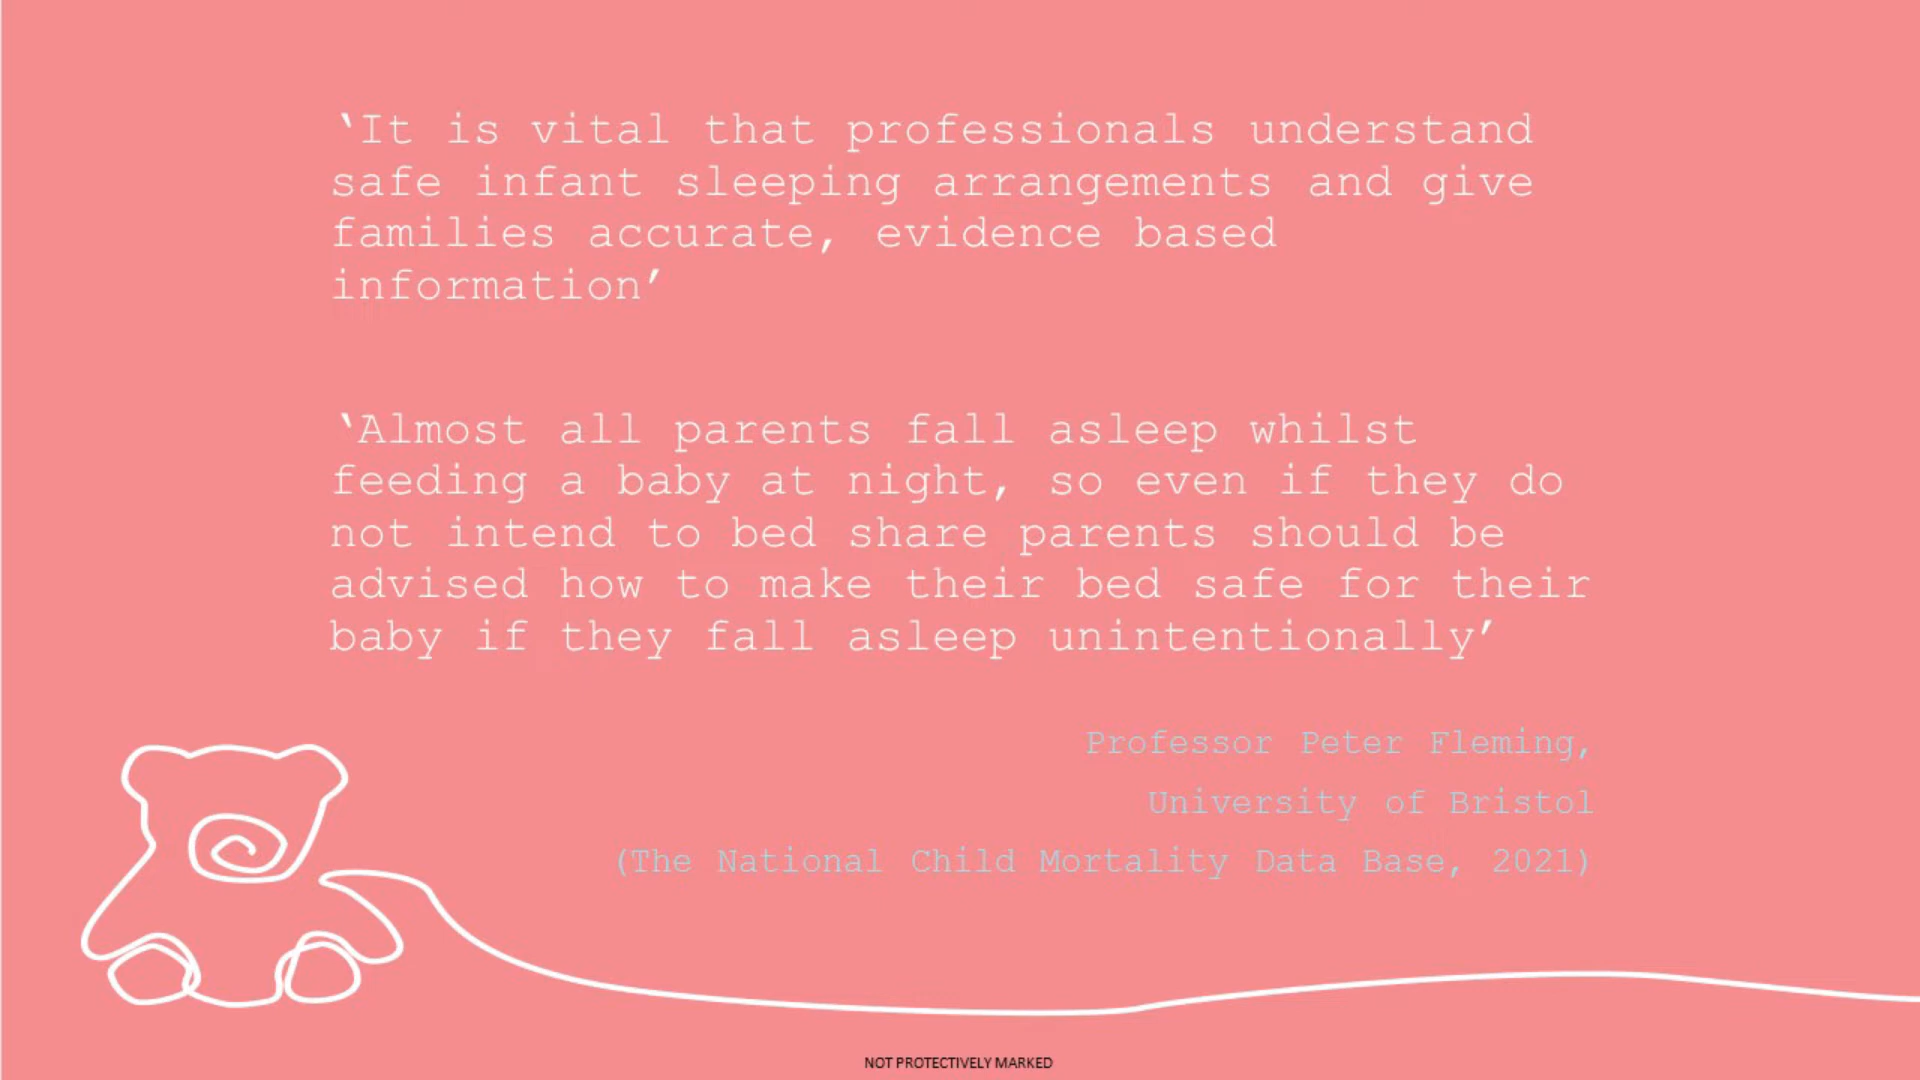 ‘It is vital that professionals understand
safe infant sleeping arrangements and give
families accurate, evidence based
information’
‘Almost all parents fall asleep whilst
feeding a baby at night, so even if they do
not intend to bed share parents should be
advised how to make their bed safe for their
baby if they fall asleep unintentionally’
Professor Peter Fleming,
University of Bristol
(The National Child Mortality Data Base, 2021)
NOT PROTECTIVELY MARKED